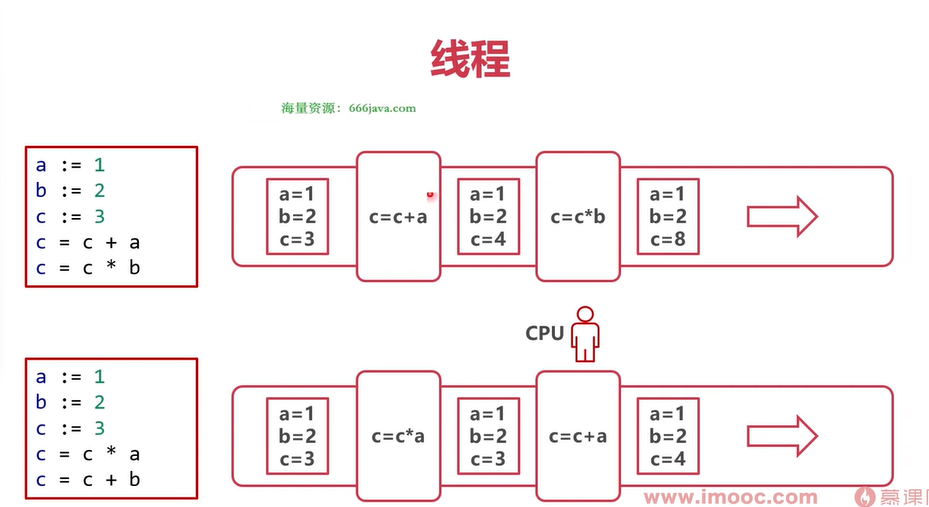 线程
海量资源：666java.com
a := 1
b := 2
c := 3
c = c + a
c = c * b
a=1
b=2
c=3
c=c+a
a=1
b=2
c=4
c=c*b
a=1
b=2
c=8
CPU
a := 1
b := 2
c := 3
c = c * a
c = c + b
a=1
b=2
c=3
c=c*a
a=1
b=2
c=3
c=c+a
a=1
b=2
c=4
www.imooc.com
慕课